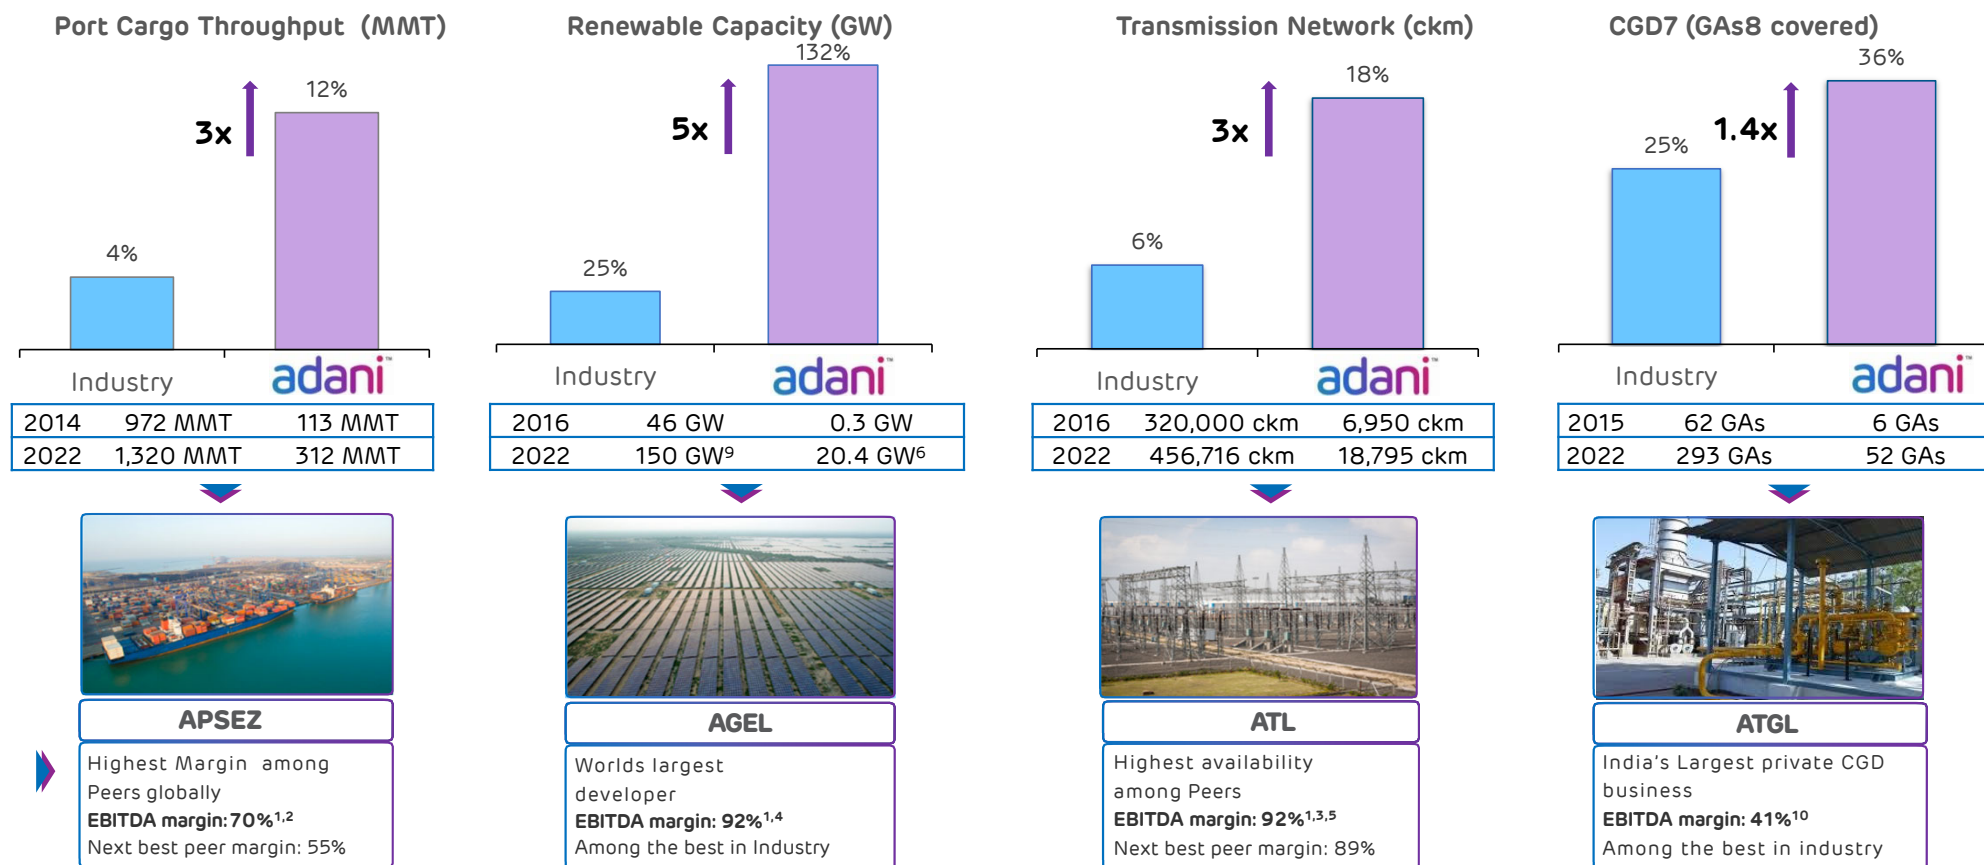 Port Cargo Throughput (MMT)
12%
3x
4%
Industry
adani™
2014 972 MMT 113 MMT
2022 1,320 MMT 312 MMT
APSEZ
Highest Margin among
Peers globally
EBITDA margin: 70%1,2
Next best peer margin: 55%
Renewable Capacity (GW)
132%
5x
25%
Industry
adani™
2016 46 GW 0.3 GW
2022 150 GW9 20.4 GW6
AGEL
Worlds largest
developer
EBITDA margin: 92%1,4
Among the best in Industry
Transmission Network (ckm)
18%
3x
6%
Industry
adani™
2016 320,000 ckm 6,950 ckm
2022 456,716 ckm 18,795 ckm
ATL
Highest availability
among Peers
EBITDA margin: 92%1,3,5
Next best peer margin: 89%
CGD7 (GAs8 covered)
36%
1.4x
25%
Industry
adani™
2015 62 GAs 6 GAs
2022 293 GAs 52 GAs
ATGL
India's Largest private CGD
business
EBITDA margin: 41%10
Among the best in industry